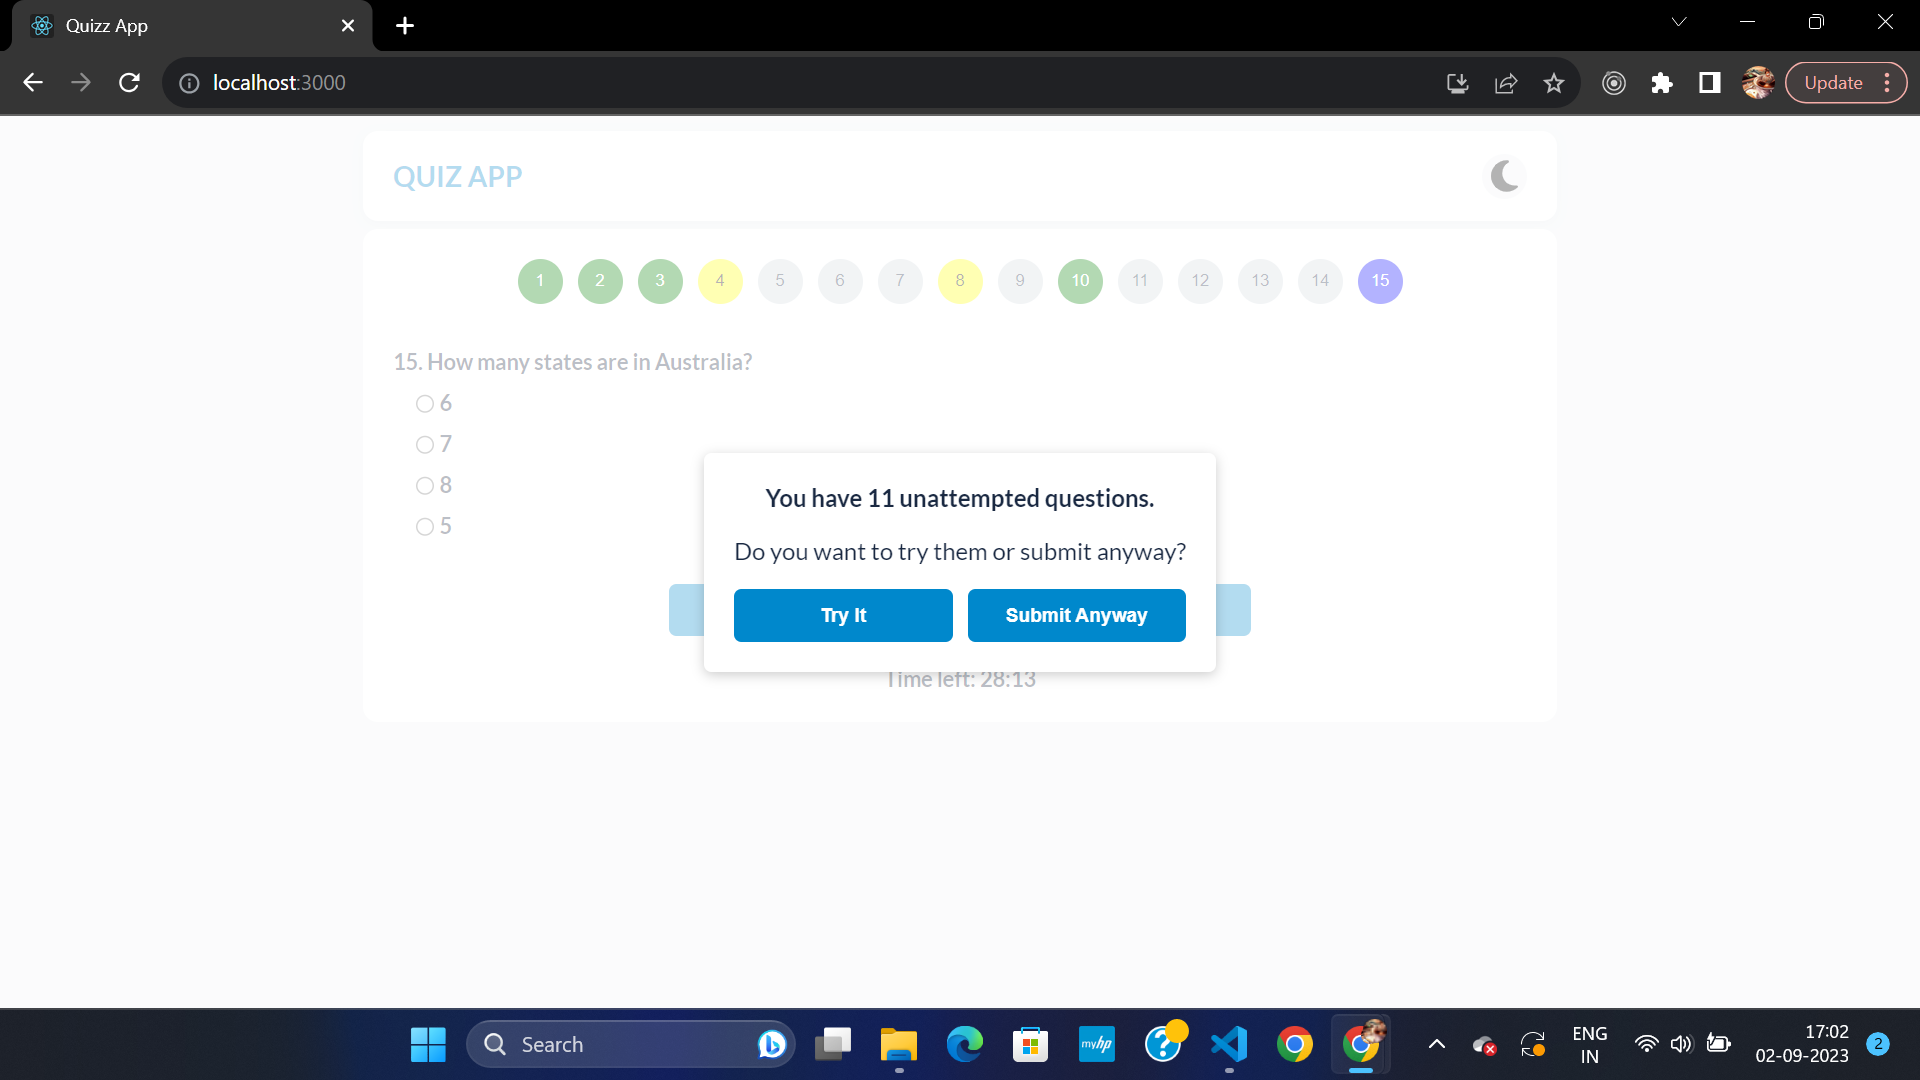 Quizz App
localhost:3000
Update
QUIZ APP
1 2 3 4 5 6 7 8 9 10 11 12 13 14 15
15. How many states are in Australia?
6
7
8
5
You have 11 unattempted questions.
Do you want to try them or submit anyway?
Try It Submit Anyway
Time left: 28:13
Search
myhp
ENG
IN
17:02
02-09-2023
2